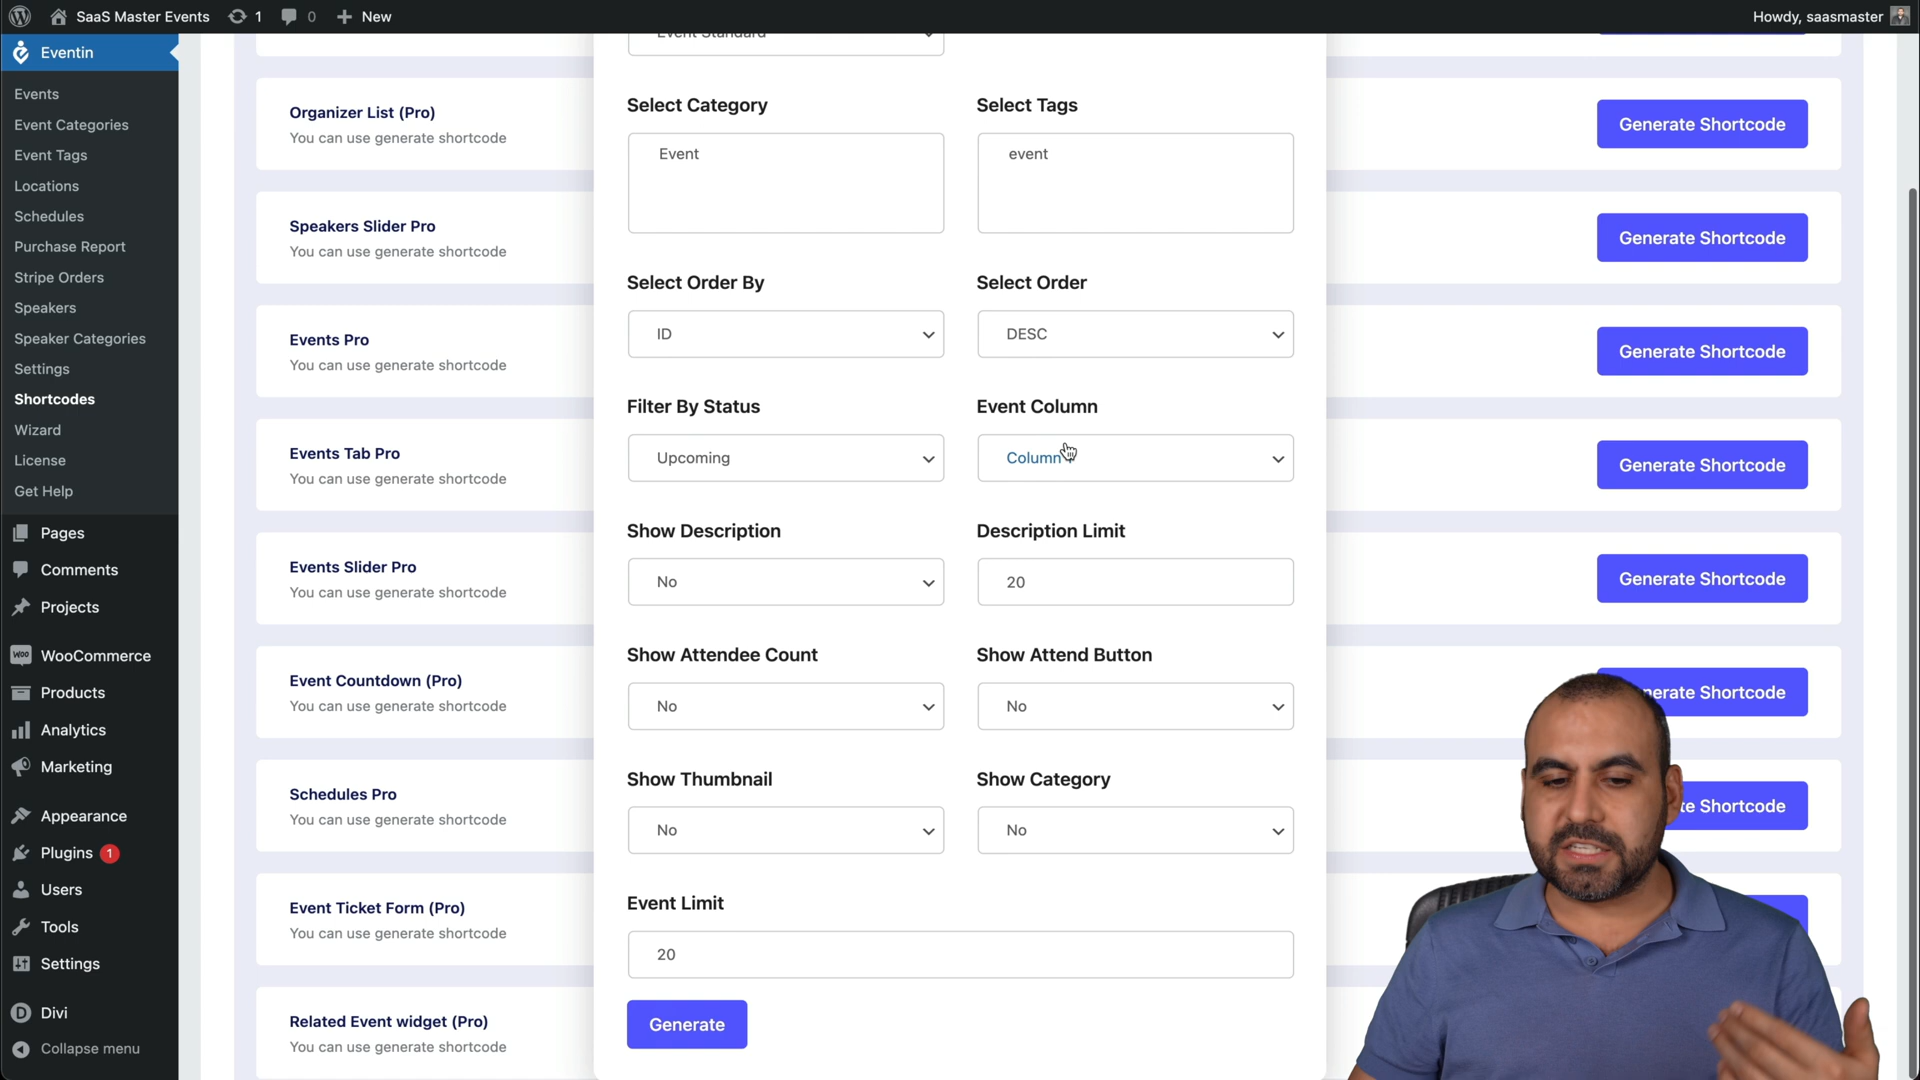 SaaS Master Events 1 0 New
Howdy, saasmaster
Eventin
Events
Event Categories
Event Tags
Locations
Schedules
Purchase Report
Stripe Orders
Speakers
Speaker Categories
Settings
Shortcodes
Wizard
License
Get Help
Pages
Comments
Projects
WooCommerce
Products
Analytics
Marketing
Appearance
Plugins 1
Users
Tools
Settings
Divi
Collapse menu
Organizer List (Pro)
You can use generate shortcode
Generate Shortcode
Speakers Slider Pro
You can use generate shortcode
Generate Shortcode
Events Pro
You can use generate shortcode
Generate Shortcode
Events Tab Pro
You can use generate shortcode
Generate Shortcode
Events Slider Pro
You can use generate shortcode
Generate Shortcode
Event Countdown (Pro)
You can use generate shortcode
Shortcode
Schedules Pro
You can use generate shortcode
Shortcode
Event Ticket Form (Pro)
You can use generate shortcode
Related Event widget (Pro)
You can use generate shortcode
Event Standard
Select Category
Event
Select Tags
event
Select Order By
ID
Select Order
DESC
Filter By Status
Upcoming
Event Column
Column
Show Description
No
Description Limit
20
Show Attendee Count
No
Show Attend Button
No
Show Thumbnail
No
Show Category
No
Event Limit
20
Generate